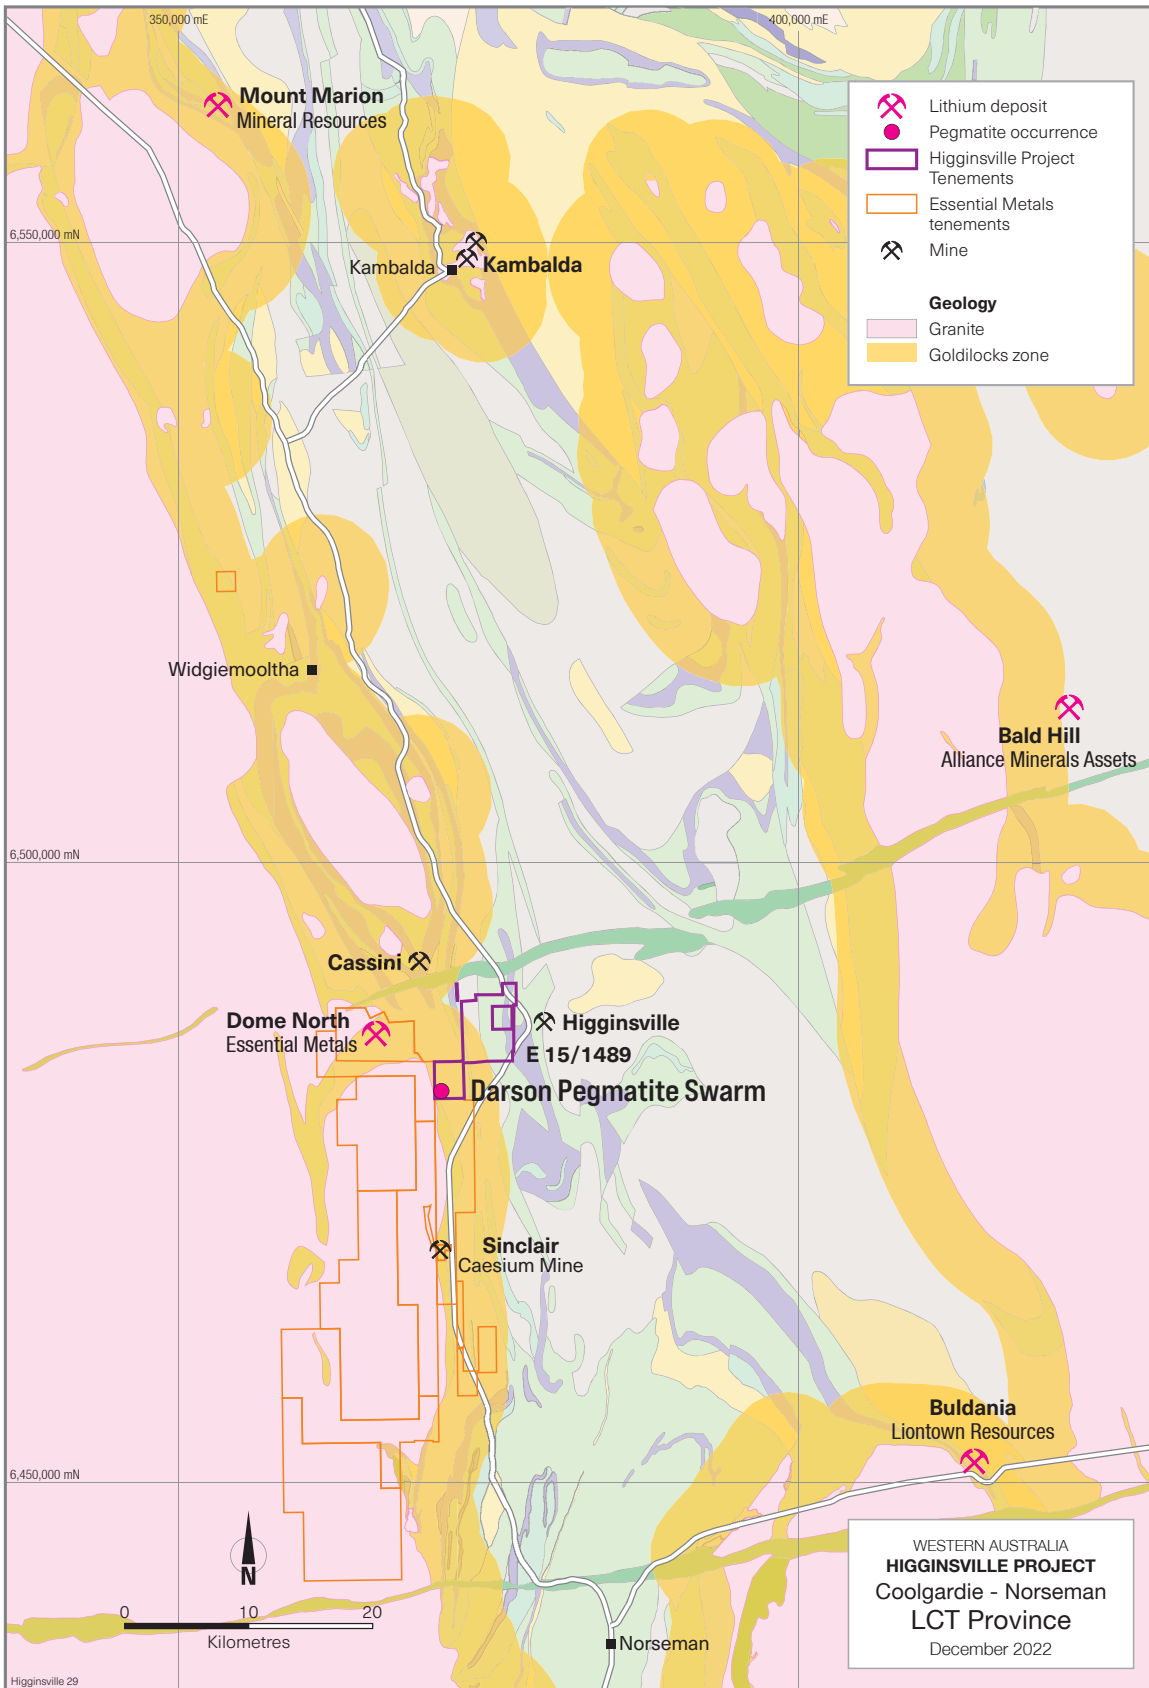 350,000 mE
400,000 mE
Mount Marion
Mineral Resources
Lithium deposit
Pegmatite occurrence
Higginsville Project
Tenements
Essential Metals
tenements
Mine
Geology
Granite
Goldilocks zone
6,550,000 mN
Kambalda
Kambalda
Widgiemooltha
Bald Hill
Alliance Minerals Assets
6,500,000 mN
Cassini
Dome North
Essential Metals
Higginsville
E 15/1489
Darson Pegmatite Swarm
Sinclair
Caesium Mine
Buldania
Liontown Resources
6,450,000 mN
N
0 10 20
Kilometres
Norseman
WESTERN AUSTRALIA
HIGGINSVILLE PROJECT
Coolgardie - Norseman
LCT Province
December 2022
Higginsville 29